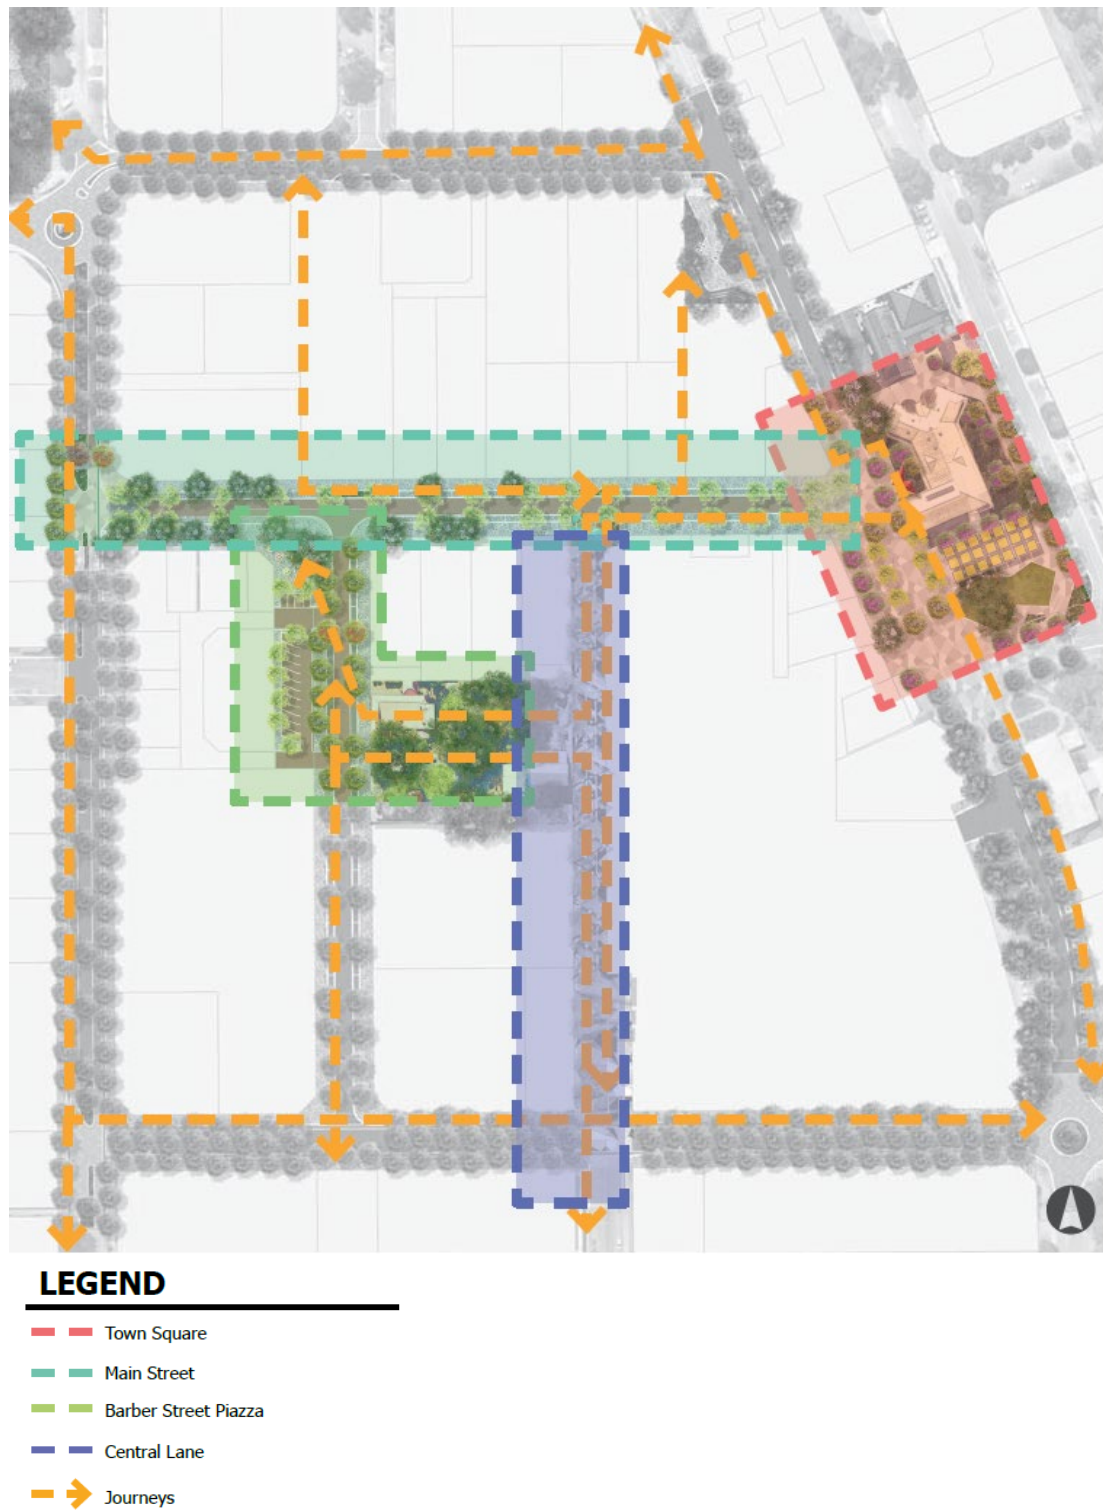 LEGEND
Town Square
Main Street
Barber Street Piazza
Central Lane
Journeys